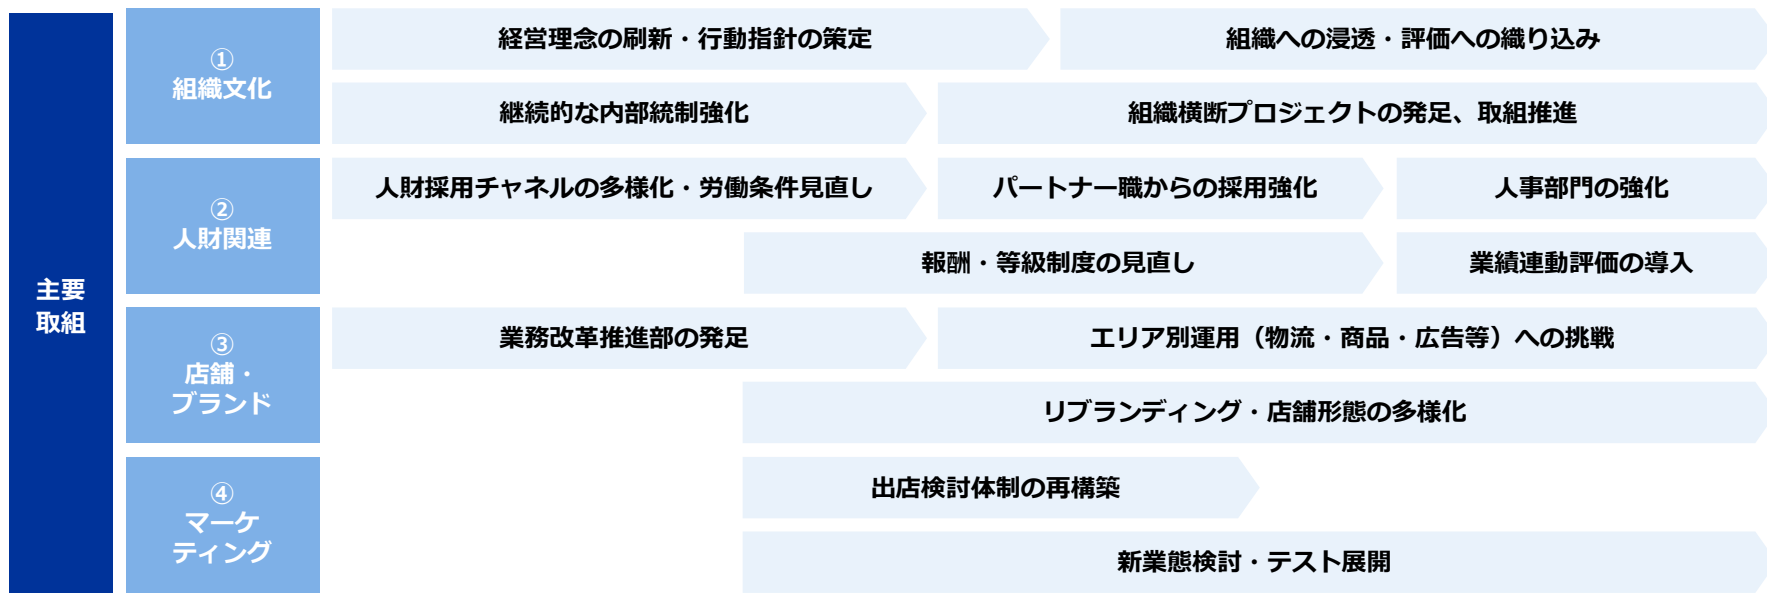 主要
取組
①
組織文化
経営理念の刷新・行動指針の策定
組織への浸透・評価への織り込み
継続的な内部統制強化
組織横断プロジェクトの発足、取組推進
②
人財関連
人財採用チャネルの多様化・労働条件見直し
パートナー職からの採用強化
人事部門の強化
報酬・等級制度の見直し
業績連動評価の導入
③
店舗・
ブランド
業務改革推進部の発足
エリア別運用（物流・商品・広告等）への挑戦
リブランディング・店舗形態の多様化
④
マーケ
ティング
出店検討体制の再構築
新業態検討・テスト展開